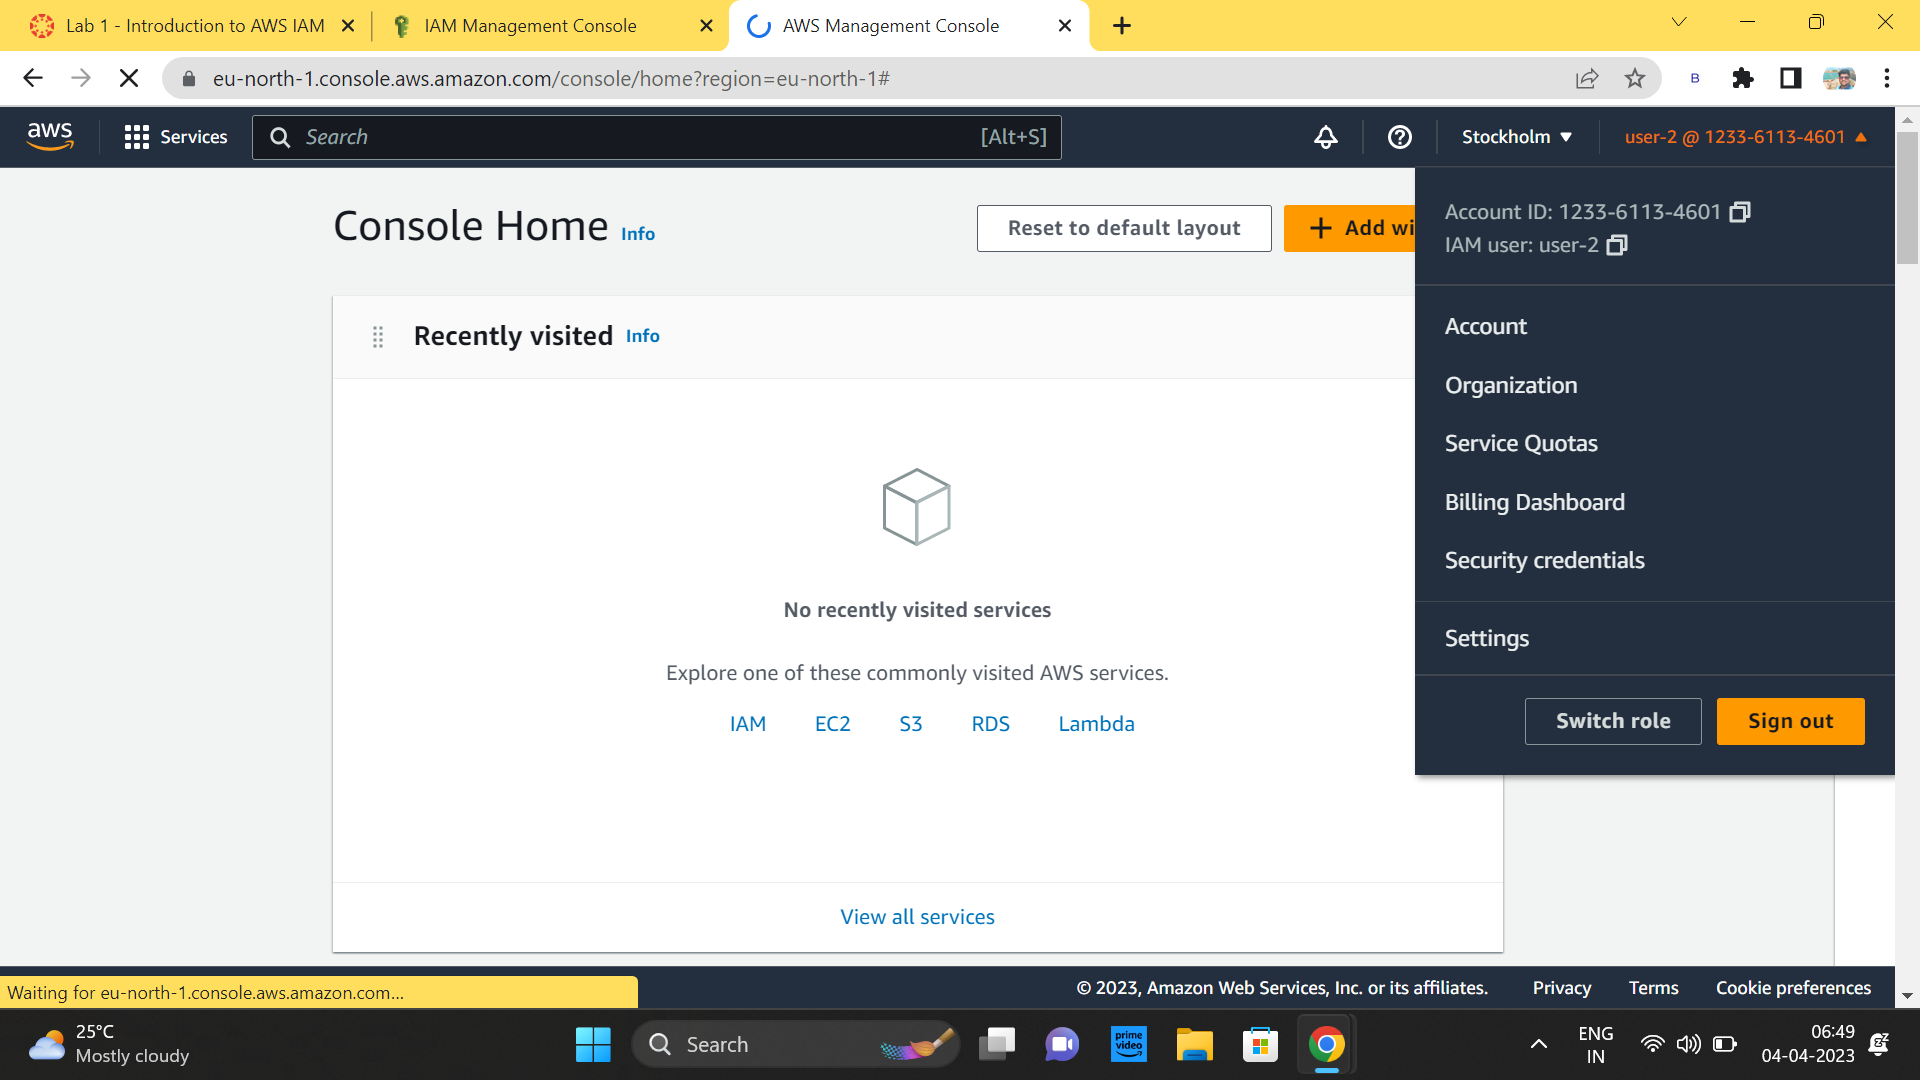 Lab 1 - Introduction to AWS IAM
IAM Management Console
AWS Management Console
eu-north-1.console.aws.amazon.com/console/home?region=eu-north-1#
B
aws
Services
Search
[Alt+S]
Stockholm
user-2 @ 1233-6113-4601
Console Home
Info
Reset to default layout
Add wi
Account ID: 1233-6113-4601
IAM user: user-2
Account
Organization
Service Quotas
Billing Dashboard
Security credentials
Settings
Switch role
Sign out
Recently visited
Info
No recently visited services
Explore one of these commonly visited AWS services.
IAM
EC2
S3
RDS
Lambda
View all services
Waiting for eu-north-1.console.aws.amazon.com...
© 2023, Amazon Web Services, Inc. or its affiliates.
Privacy
Terms
Cookie preferences
25°C
Mostly cloudy
Search
prime
video
ENG
IN
06:49
04-04-2023